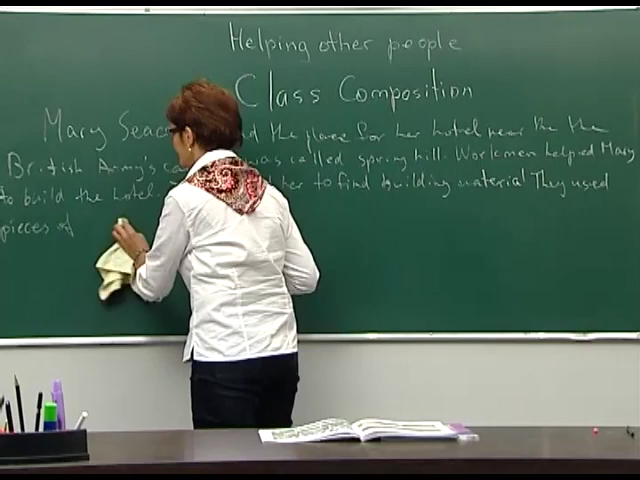 Helping other people
Class Composition
Mary Seaco the place for her hotel near the the
British Army's ca was called spring hill. Workmen helped Mary
to build the hotel. her to find building material They used
pieces of